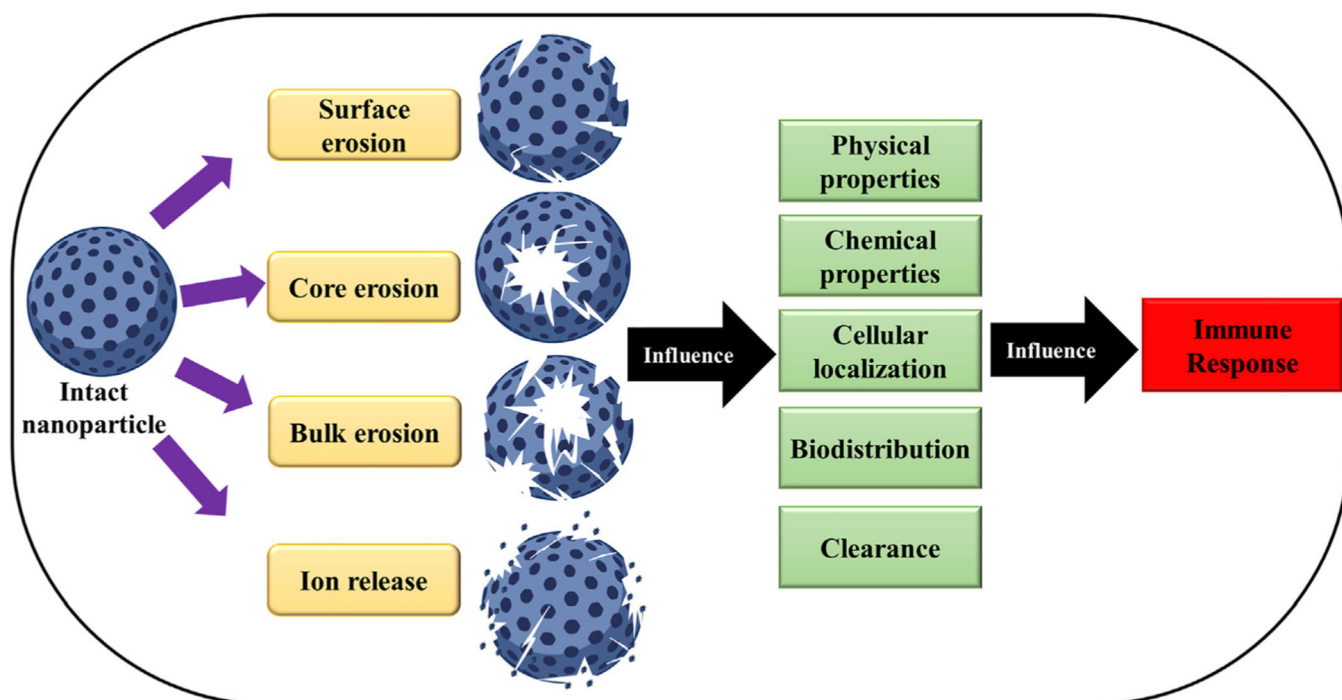 Intact
nanoparticle
Surface
erosion
Core erosion
Bulk erosion
Ion release
Influence
Physical
properties
Chemical
properties
Cellular
localization
Biodistribution
Clearance
Influence
Immune
Response